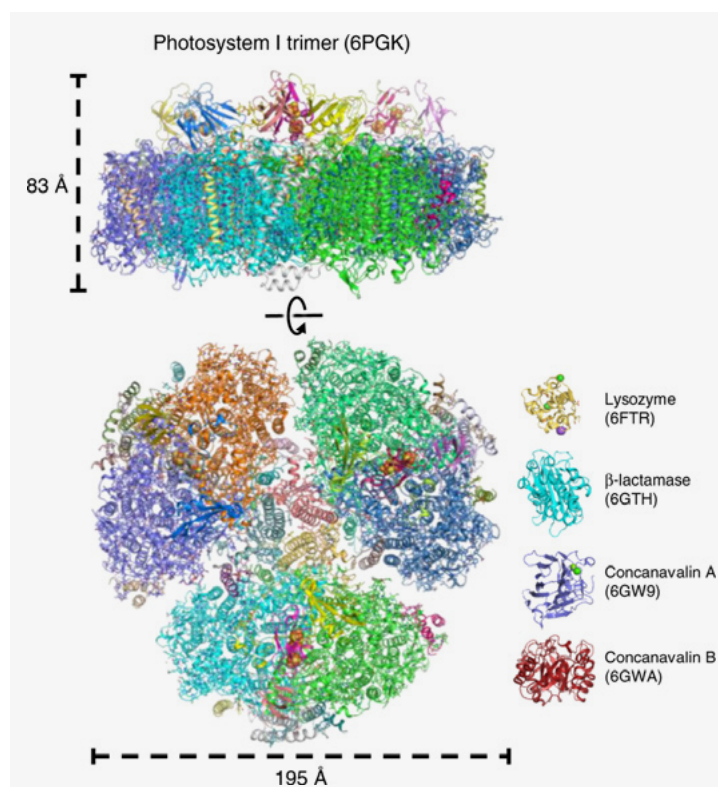 Photosystem I trimer (6PGK)
83 Å
Lysozyme
(6FTR)
β-lactamase
(6GTH)
Concanavalin A
(6GW9)
Concanavalin B
(6GWA)
195 Å